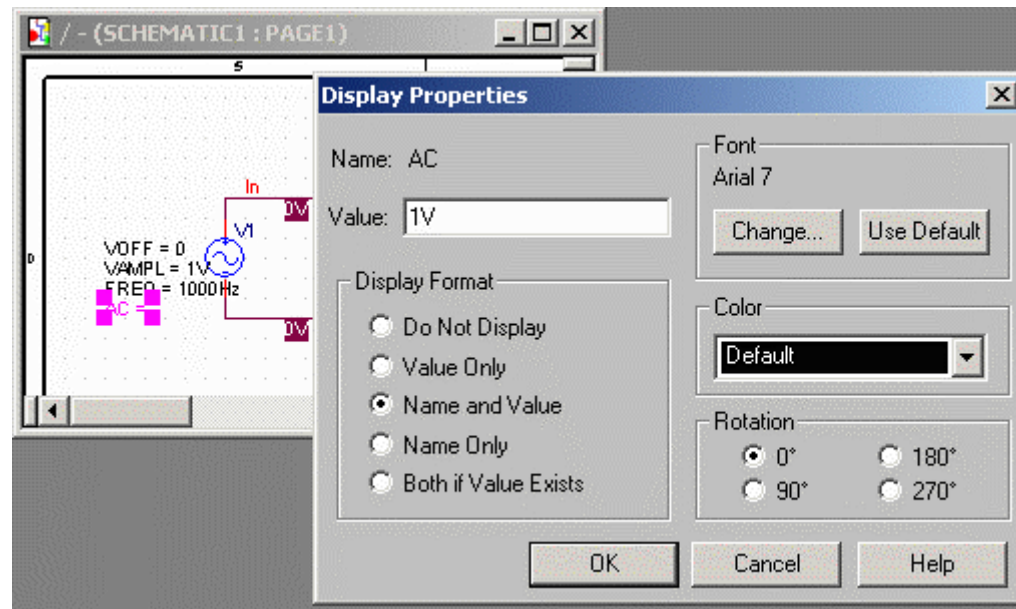 / - (SCHEMATIC1 : PAGE1)
5
D
In
0V
V1
VOFF = 0
VAMPL = 1V
FREQ = 1000Hz
AC =
0V
Display Properties
Name: AC
Value: 1V
Display Format
Do Not Display
Value Only
Name and Value
Name Only
Both if Value Exists
Font
Arial 7
Change...
Use Default
Color
Default
Rotation
0°
180°
90°
270°
OK
Cancel
Help